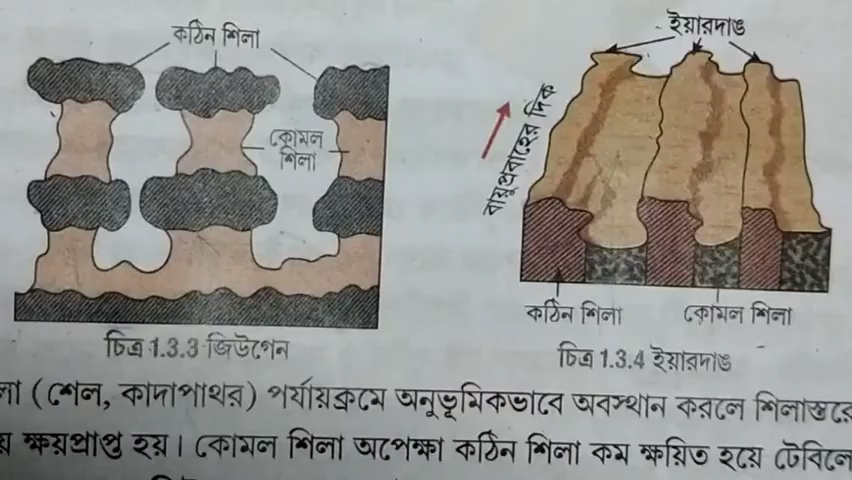 কঠিন শিলা
কোমল
শিলা
চিত্র 1.3.3 জিউগেন
ইয়ারদাঙ
বায়ুপ্রবাহের দিক
কঠিন শিলা
কোমল শিলা
চিত্র 1.3.4 ইয়ারদাঙ
লা (শেল, কাদাপাথর) পর্যায়ক্রমে অনুভূমিকভাবে অবস্থান করলে শিলাস্তরে
য় ক্ষয়প্রাপ্ত হয়। কোমল শিলা অপেক্ষা কঠিন শিলা কম ক্ষয়িত হয়ে টেবিলে